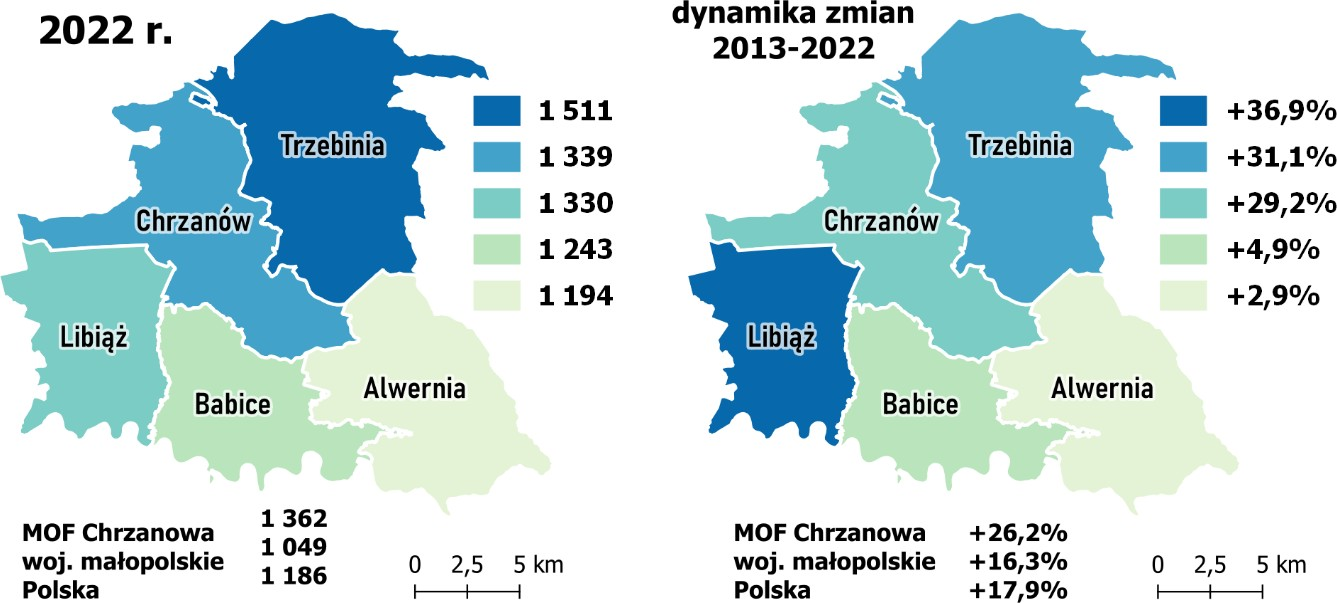 2022 r.
1 511
1 339
1 330
1 243
1 194
Trzebinia
Chrzanów
Libiąż
Babice
Alwernia
MOF Chrzanowa 1 362
woj. małopolskie 1 049
Polska 1 186
0 2,5 5 km
dynamika zmian
2013-2022
+36,9%
+31,1%
+29,2%
+4,9%
+2,9%
Trzebinia
Chrzanów
Libiąż
Babice
Alwernia
MOF Chrzanowa +26,2%
woj. małopolskie +16,3%
Polska +17,9%
0 2,5 5 km